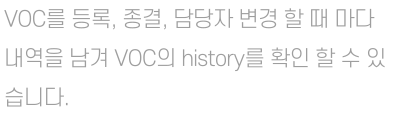 VOC를 등록, 종결, 담당자 변경 할 때 마다
내역을 남겨 VOC의 history를 확인 할 수 있
습니다.